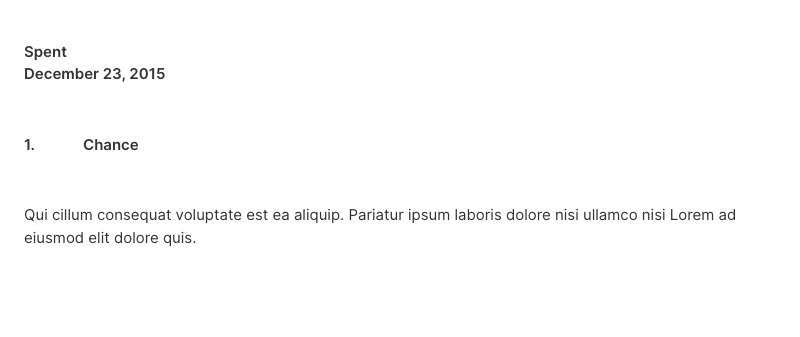 Spent
December 23, 2015
1. Chance
Qui cillum consequat voluptate est ea aliquip. Pariatur ipsum laboris dolore nisi ullamco nisi Lorem ad
eiusmod elit dolore quis.